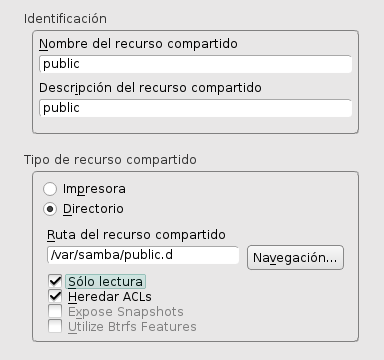 Identificación
Nombre del recurso compartido
public
Descripción del recurso compartido
public
Tipo de recurso compartido
Impresora
Directorio
Ruta del recurso compartido
/var/samba/public.d
Navegación...
Sólo lectura
Heredar ACLs
Expose Snapshots
Utilize Btrfs Features